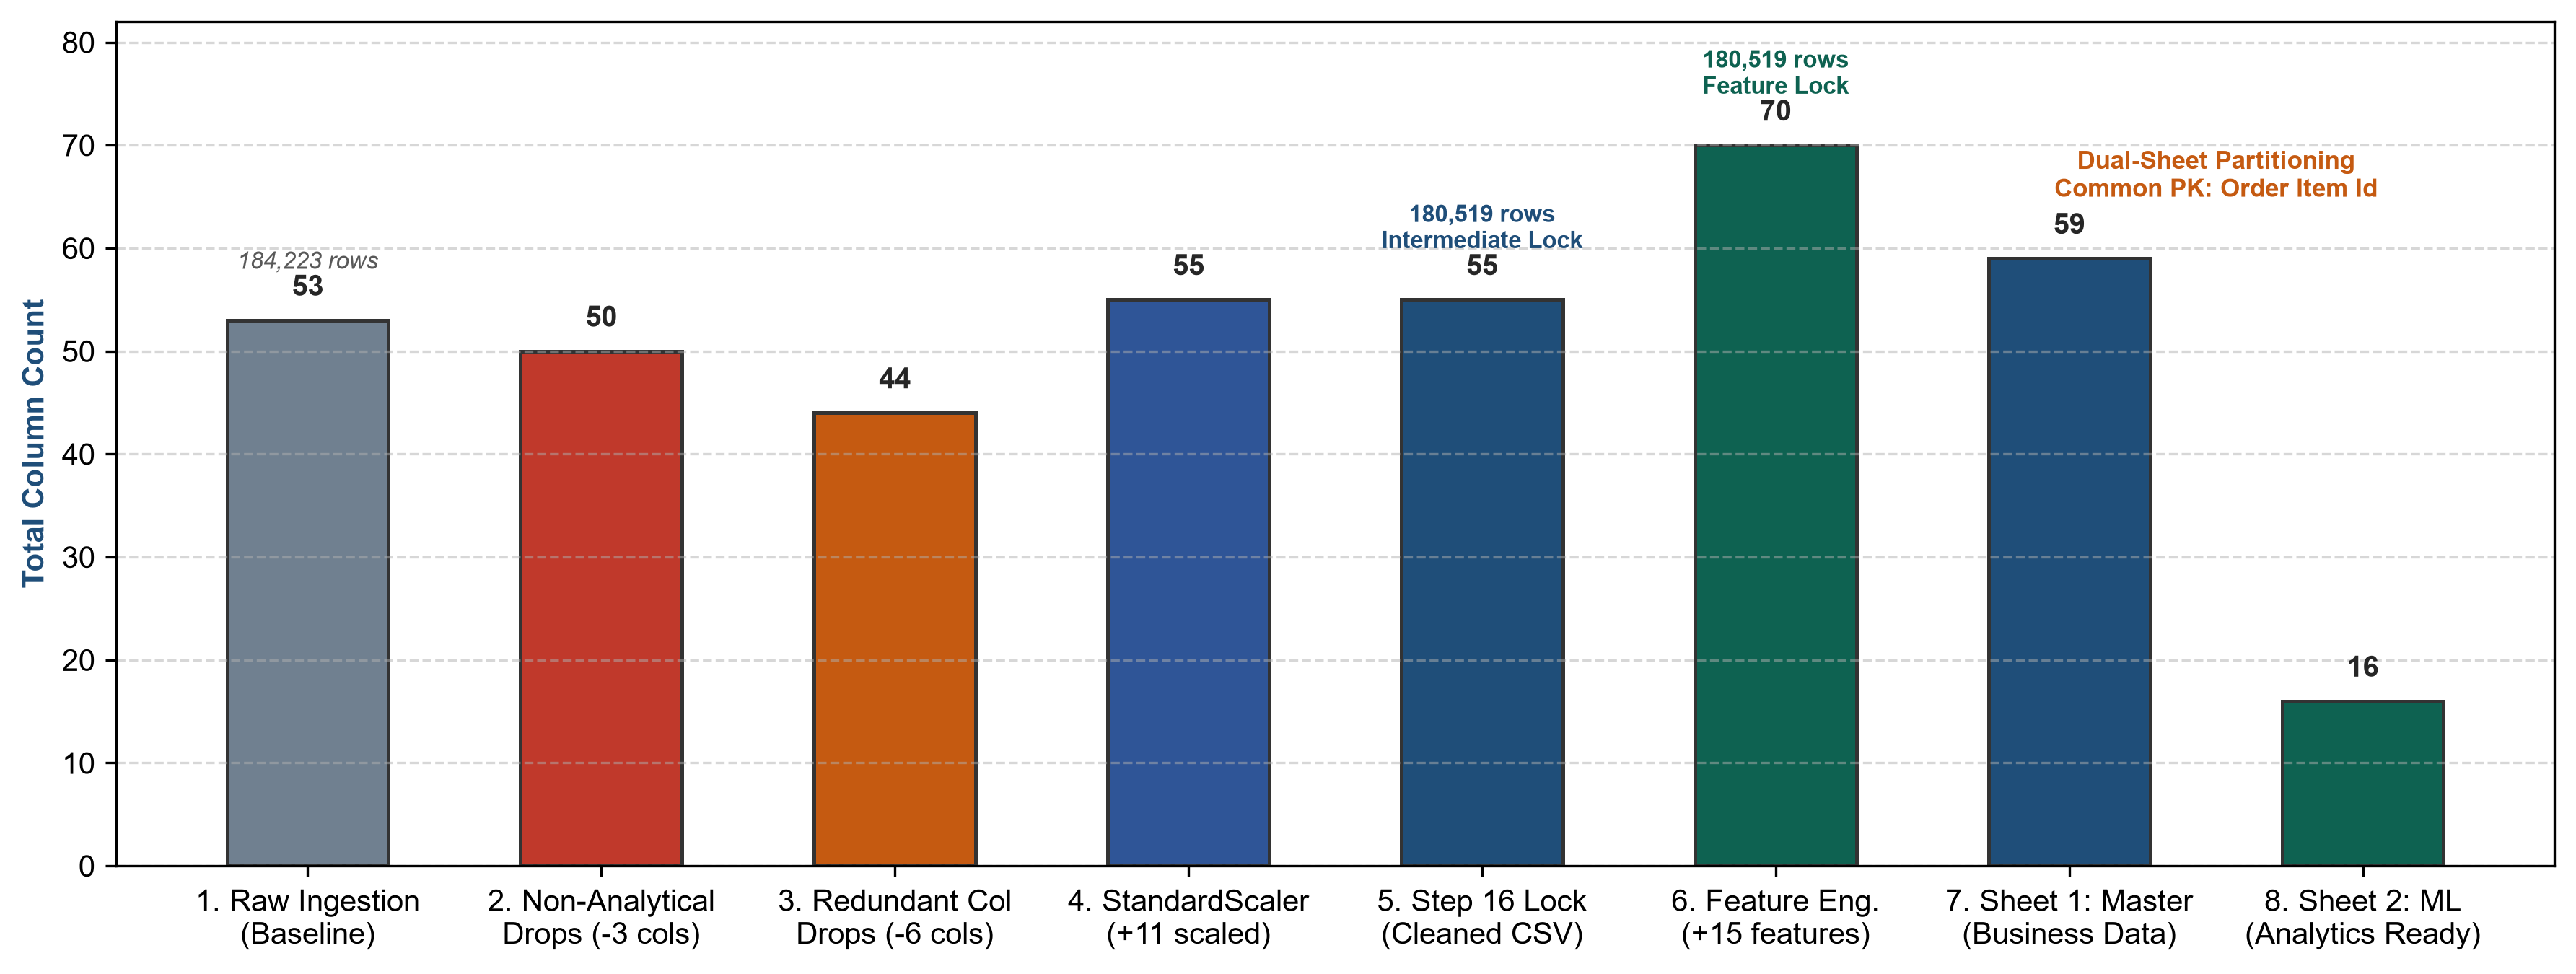 80
180,519 rows
Feature Lock
70
70
Dual-Sheet Partitioning
Common PK: Order Item Id
180,519 rows
Intermediate Lock
59
60
184,223 rows
53
55
55
50
50
44
40
30
20
16
10
0
Total Column Count
1. Raw Ingestion
(Baseline)
2. Non-Analytical
Drops (-3 cols)
3. Redundant Col
Drops (-6 cols)
4. StandardScaler
(+11 scaled)
5. Step 16 Lock
(Cleaned CSV)
6. Feature Eng.
(+15 features)
7. Sheet 1: Master
(Business Data)
8. Sheet 2: ML
(Analytics Ready)